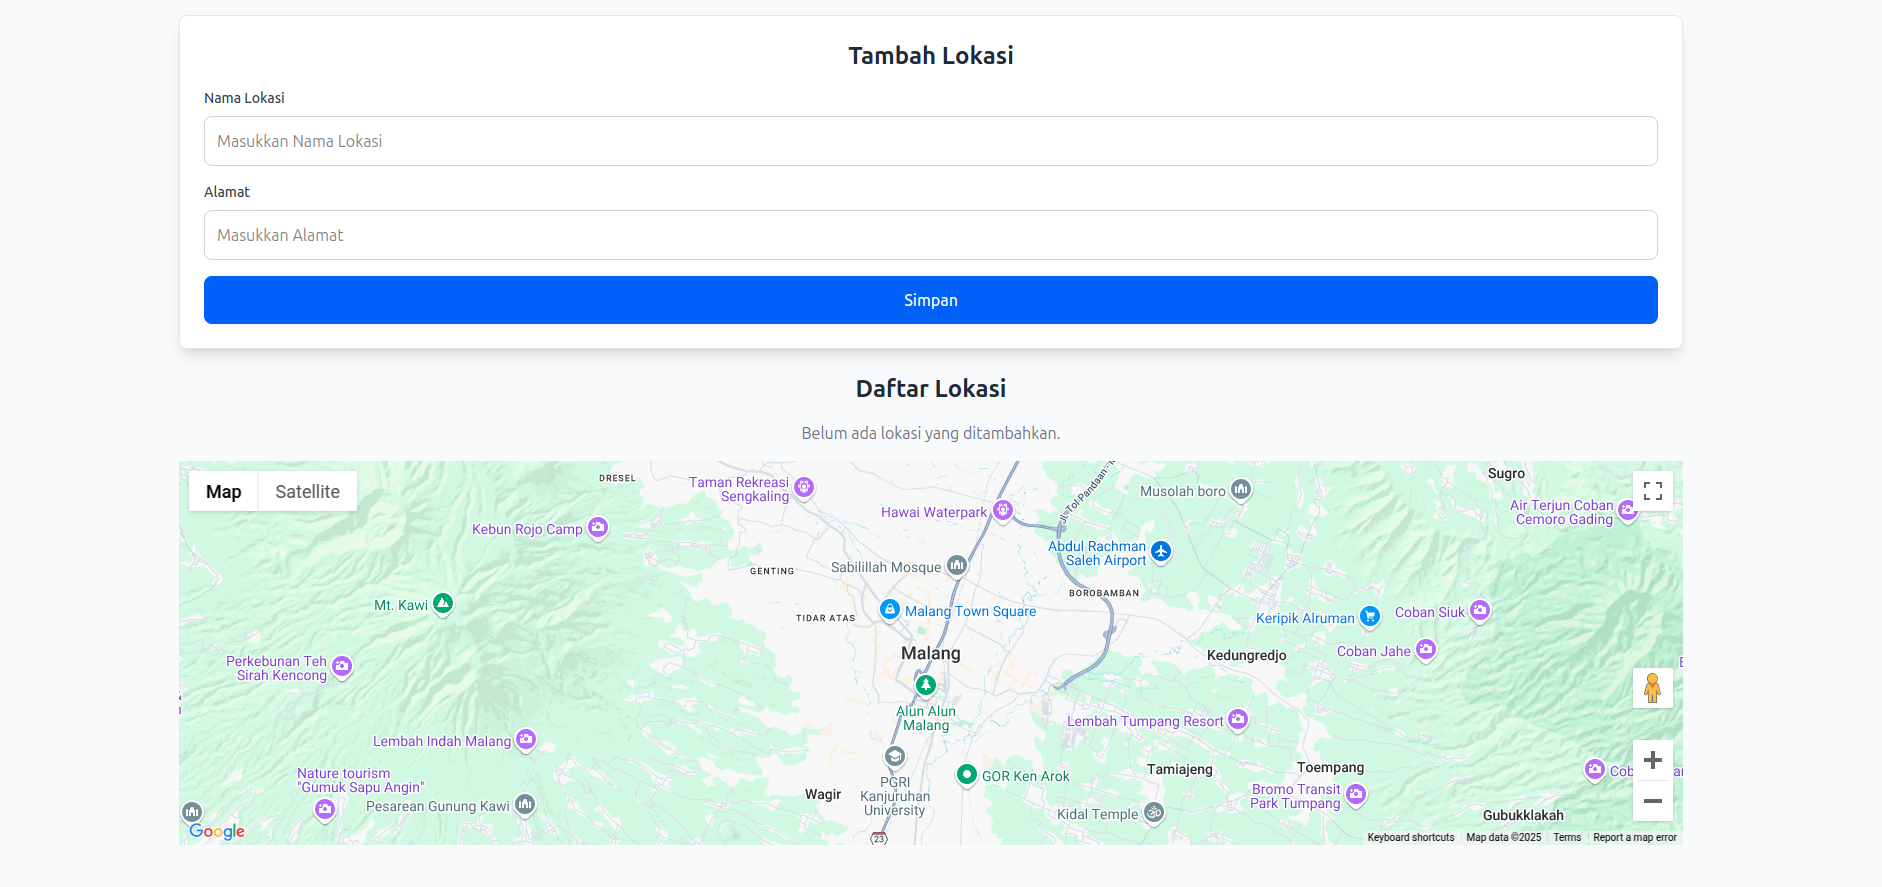 Tambah Lokasi
Nama Lokasi
Masukkan Nama Lokasi
Alamat
Masukkan Alamat
Simpan
Daftar Lokasi
Belum ada lokasi yang ditambahkan.
Map
Satellite
DRESEL
Taman Rekreasi
Sengkaling
Hawai Waterpark
Jl. Tol Pandaan -
Musolah boro
Sugro
Air Terjun Coban
Cemoro Gading
Kebun Rojo Camp
Abdul Rachman
Saleh Airport
GENTING
Sabilillah Mosque
BOROBAMBAN
Mt. Kawi
TIDAR ATAS
Malang Town Square
Keripik Alruman
Coban Siuk
Malang
Kedungredjo
Coban Jahe
Perkebunan Teh
Sirah Kencong
Alun Alun
Malang
Lembah Tumpang Resort
Lembah Indah Malang
Nature tourism
"Gumuk Sapu Angin"
PGRI
Kanjuruhan
University
GOR Ken Arok
Tamiajeng
Toempang
Wagir
Pesarean Gunung Kawi
Bromo Transit
Park Tumpang
Kidal Temple
Gubukklakah
23
Google
Keyboard shortcuts
Map data ©2025
Terms
Report a map error